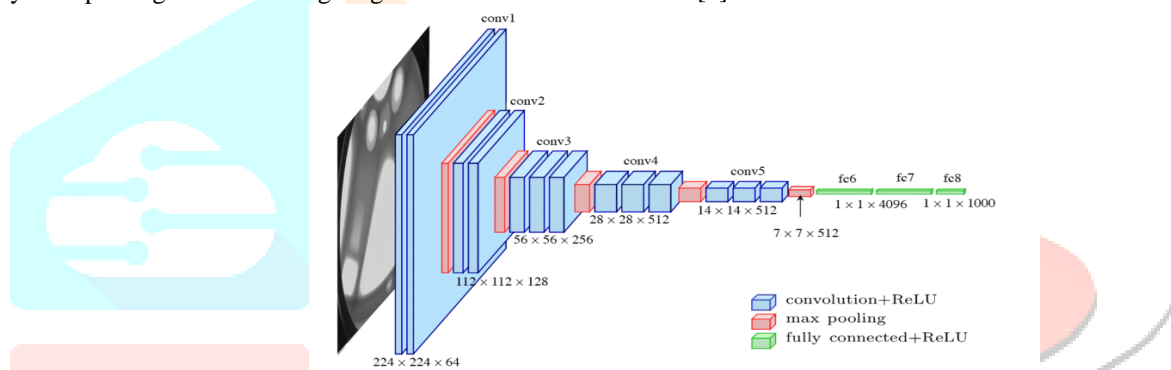 conv1
conv2
conv3
conv4
conv5
fc6 fc7 fc8
1 × 1 × 4096 1 × 1 × 1000
28 × 28 × 512
14 × 14 × 512
7 × 7 × 512
56 × 56 × 256
112 × 112 × 128
224 × 224 × 64
convolution+ReLU
max pooling
fully connected+ReLU